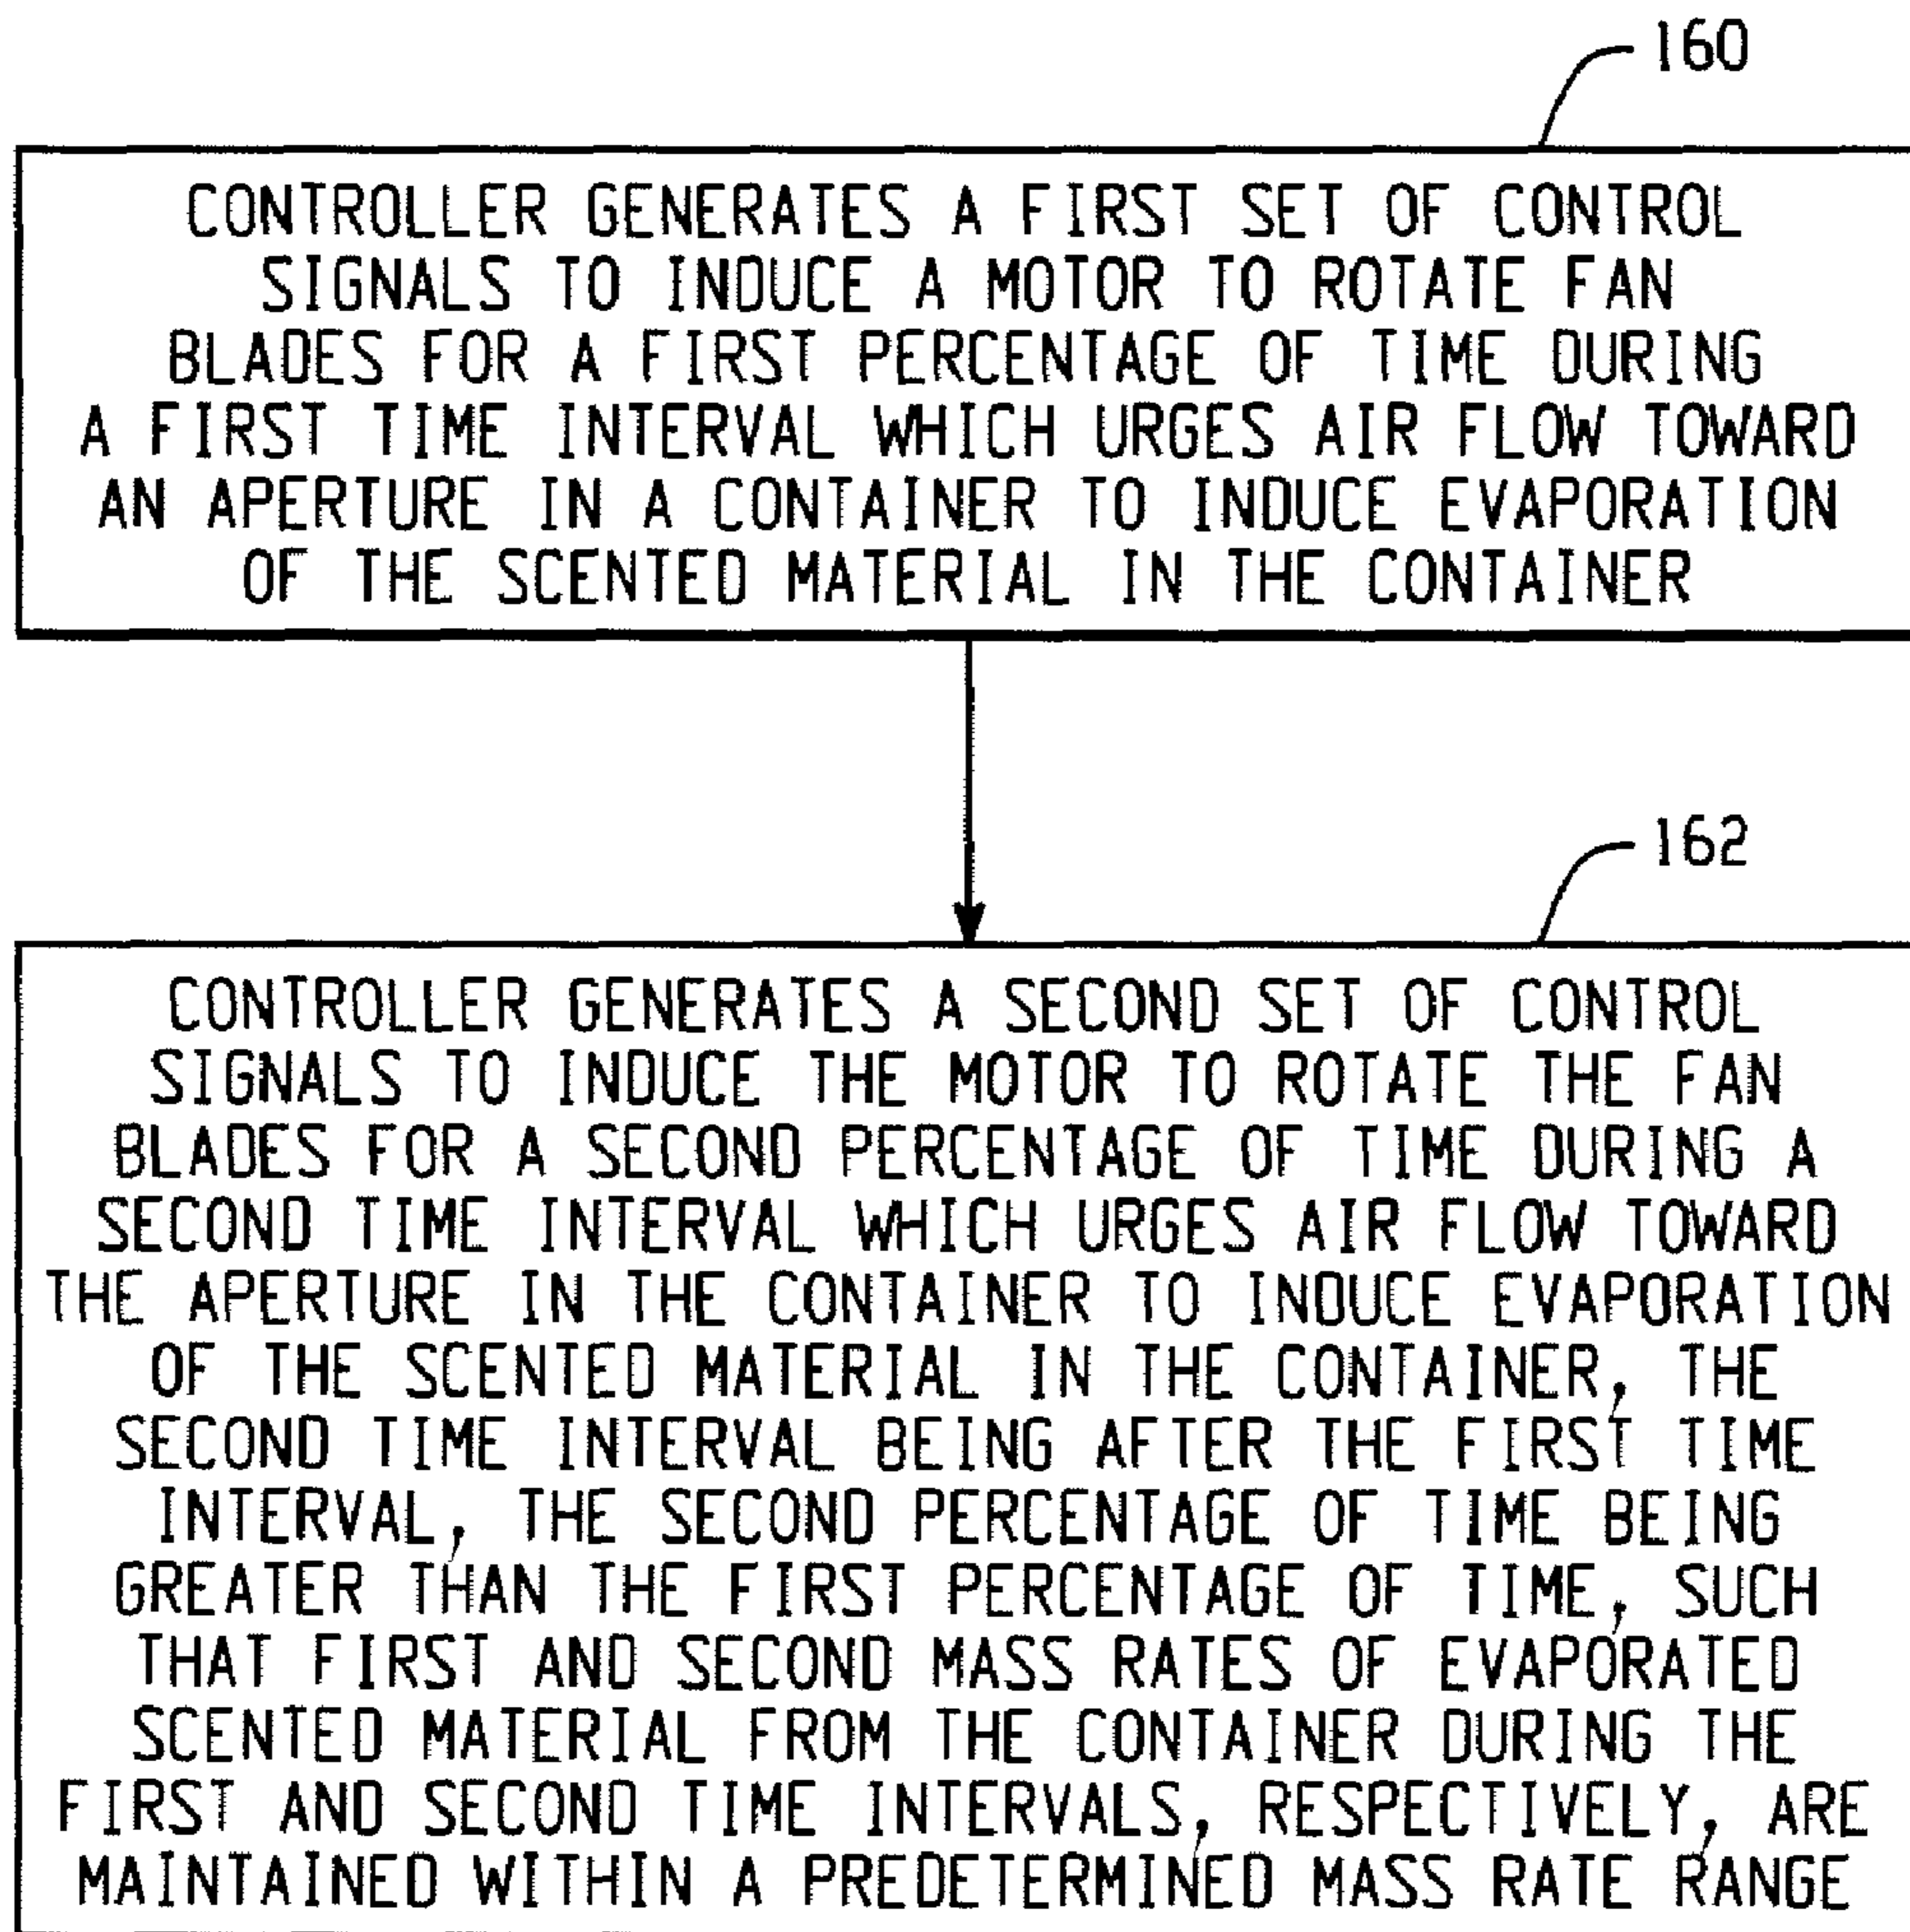 160
CONTROLLER GENERATES A FIRST SET OF CONTROL
SIGNALS TO INDUCE A MOTOR TO ROTATE FAN
BLADES FOR A FIRST PERCENTAGE OF TIME DURING
A FIRST TIME INTERVAL WHICH URGES AIR FLOW TOWARD
AN APERTURE IN A CONTAINER TO INDUCE EVAPORATION
OF THE SCENTED MATERIAL IN THE CONTAINER
162
CONTROLLER GENERATES A SECOND SET OF CONTROL
SIGNALS TO INDUCE THE MOTOR TO ROTATE THE FAN
BLADES FOR A SECOND PERCENTAGE OF TIME DURING A
SECOND TIME INTERVAL WHICH URGES AIR FLOW TOWARD
THE APERTURE IN THE CONTAINER TO INDUCE EVAPORATION
OF THE SCENTED MATERIAL IN THE CONTAINER, THE
SECOND TIME INTERVAL BEING AFTER THE FIRST TIME
INTERVAL, THE SECOND PERCENTAGE OF TIME BEING
GREATER THAN THE FIRST PERCENTAGE OF TIME, SUCH
THAT FIRST AND SECOND MASS RATES OF EVAPORATED
SCENTED MATERIAL FROM THE CONTAINER DURING THE
FIRST AND SECOND TIME INTERVALS, RESPECTIVELY, ARE
MAINTAINED WITHIN A PREDETERMINED MASS RATE RANGE